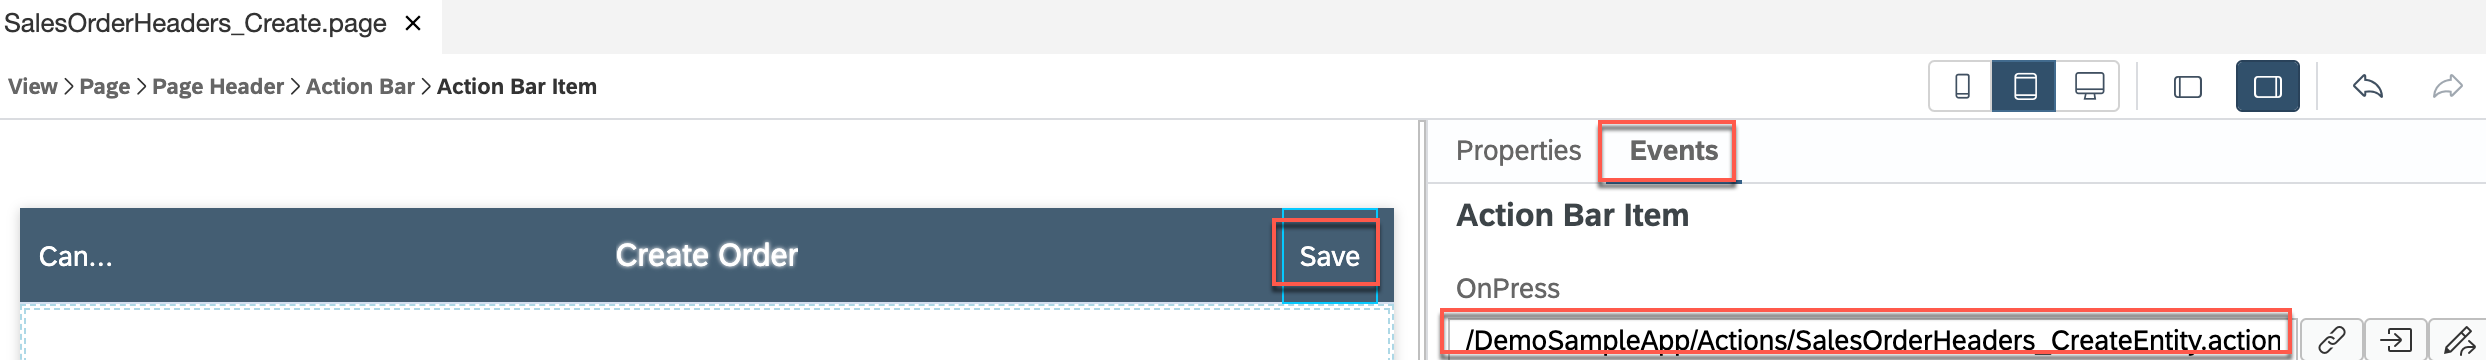 SalesOrderHeaders_Create.page ×
View > Page > Page Header > Action Bar > Action Bar Item
Properties Events
Action Bar Item
Can... Create Order Save
OnPress
/DemoSampleApp/Actions/SalesOrderHeaders_CreateEntity.action